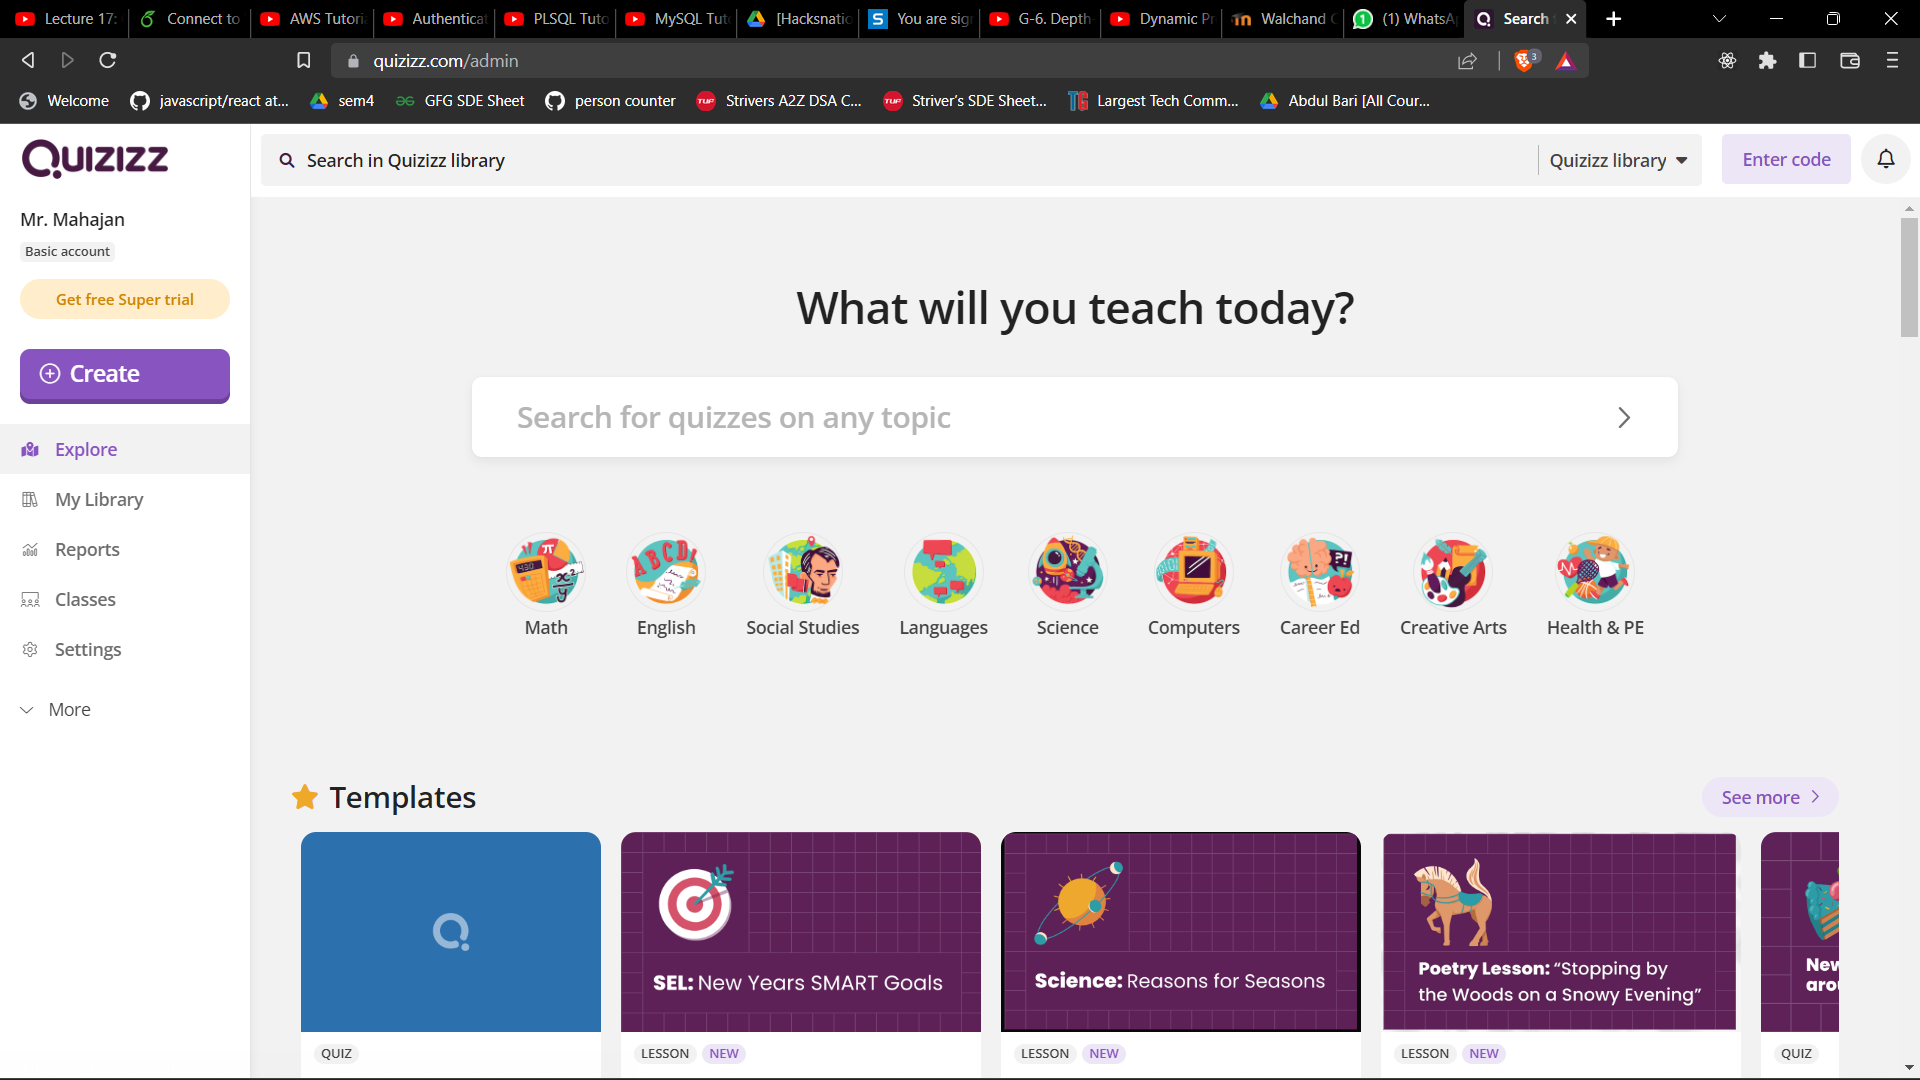 Lecture 17:
Connect to
AWS Tutori
Authenticat
PLSQL Tuto
MySQL Tut
[Hacksnatio
You are sig
G-6. Depth
Dynamic Pr
Walchand C
(1) WhatsA
Search
quizizz.com/admin
3
Welcome
javascript/react at...
sem4
GFG SDE Sheet
person counter
Strivers A2Z DSA C...
Striver's SDE Sheet...
Largest Tech Comm...
Abdul Bari [All Cour...
QUIZIZZ
Search in Quizizz library
Quizizz library
Enter code
Mr. Mahajan
Basic account
Get free Super trial
Create
Explore
My Library
Reports
Classes
Settings
More
What will you teach today?
Search for quizzes on any topic
Math
English
Social Studies
Languages
Science
Computers
Career Ed
Creative Arts
Health & PE
Templates
See more
SEL: New Years SMART Goals
Science: Reasons for Seasons
Poetry Lesson: “Stopping by
the Woods on a Snowy Evening”
New
arou
QUIZ
LESSON NEW
LESSON NEW
LESSON NEW
QUIZ